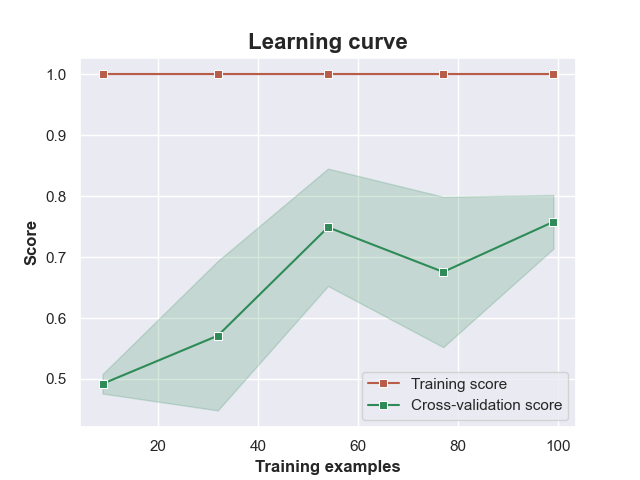 Learning curve
1.0
0.9
0.8
0.7
0.6
0.5
Score
Training score
Cross-validation score
20 40 60 80 100
Training examples